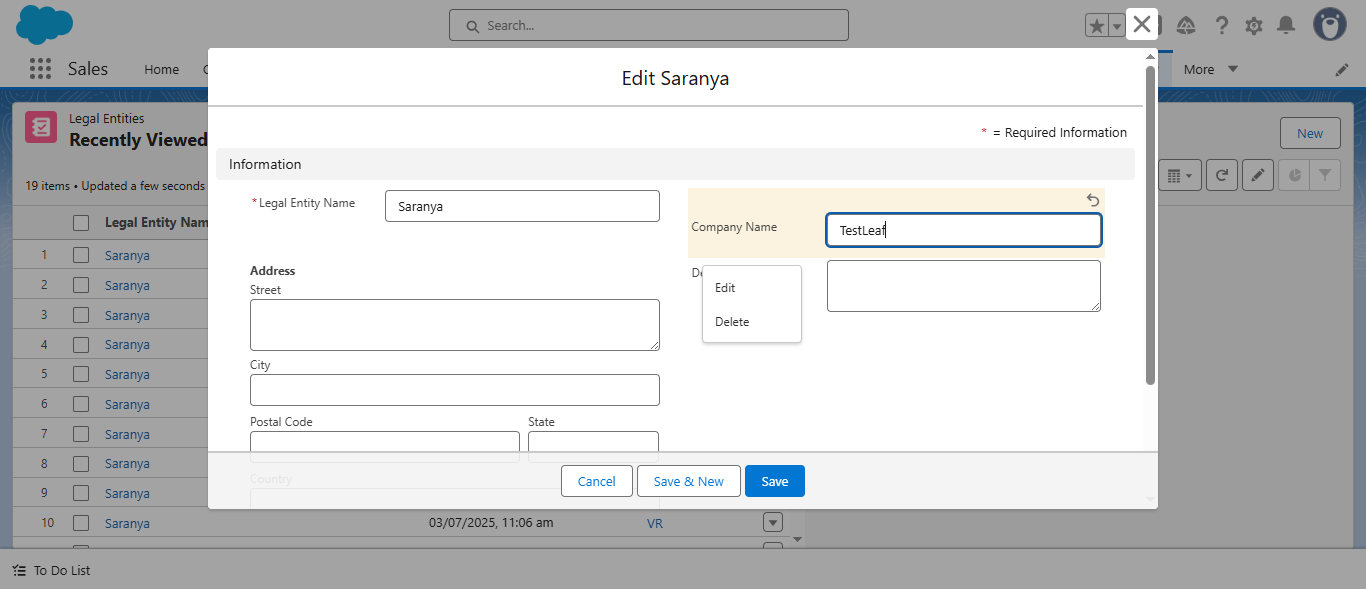 Search...
Sales
Home
More
Legal Entities
Recently Viewed
New
19 items • Updated a few seconds
Legal Entity Nam
1 Saranya
2 Saranya
3 Saranya
4 Saranya
5 Saranya
6 Saranya
7 Saranya
8 Saranya
9 Saranya
10 Saranya 03/07/2025, 11:06 am VR
Edit Saranya
* = Required Information
Information
*Legal Entity Name Saranya
Company Name TestLeaf
Address
Street
City
Postal Code State
Country
Edit
Delete
Cancel Save & New Save
To Do List